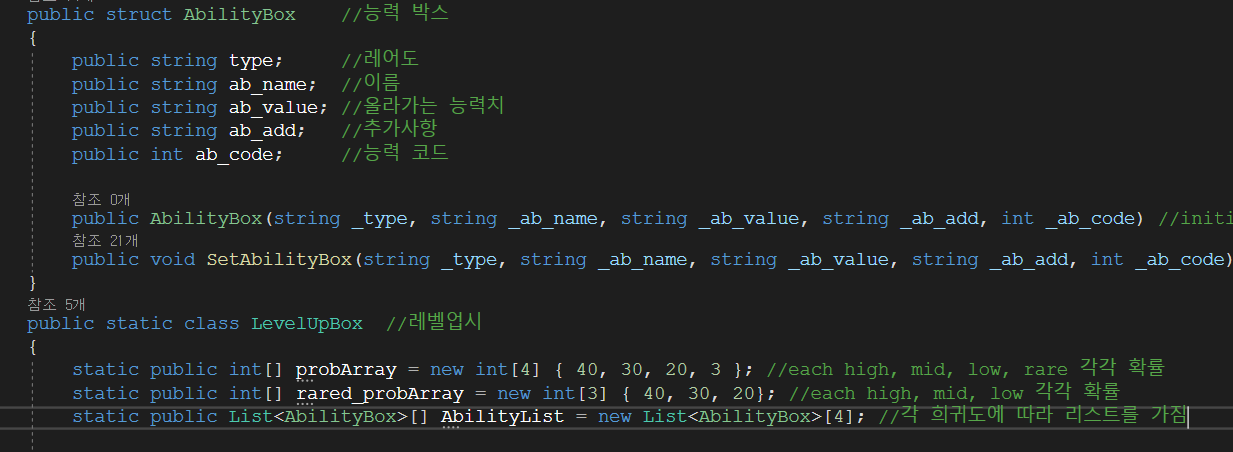 public struct AbilityBox //능력 박스
{
public string type; //레어도
public string ab_name; //이름
public string ab_value; //올라가는 능력치
public string ab_add; //추가사항
public int ab_code; //능력 코드
참조 0개
public AbilityBox(string _type, string _ab_name, string _ab_value, string _ab_add, int _ab_code) //initi
참조 21개
public void SetAbilityBox(string _type, string _ab_name, string _ab_value, string _ab_add, int _ab_code)
}
참조 5개
public static class LevelUpBox //레벨업시
{
static public int[] probArray = new int[4] { 40, 30, 20, 3 }; //each high, mid, low, rare 각각 확률
static public int[] rared_probArray = new int[3] { 40, 30, 20}; //each high, mid, low 각각 확률
static public List<AbilityBox>[] AbilityList = new List<AbilityBox>[4]; //각 희귀도에 따라 리스트를 가짐